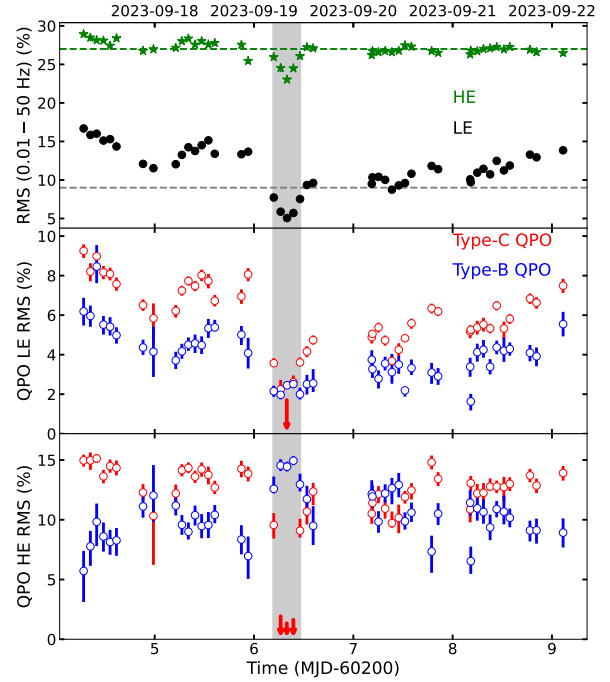 2023-09-18 2023-09-19 2023-09-20 2023-09-21 2023-09-22
RMS (0.01 − 50 Hz) (%)
30
25
20
15
10
5
HE
LE
QPO LE RMS (%)
10
8
6
4
2
0
Type-C QPO
Type-B QPO
QPO HE RMS (%)
15
10
5
0
5 6 7 8 9
Time (MJD-60200)